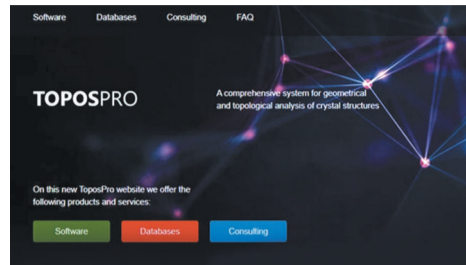 Software Databases Consulting FAQ
TOPOSPRO
A comprehensive system for geometrical
and topological analysis of crystal structures
On this new ToposPro website we offer the
following products and services:
Software Databases Consulting